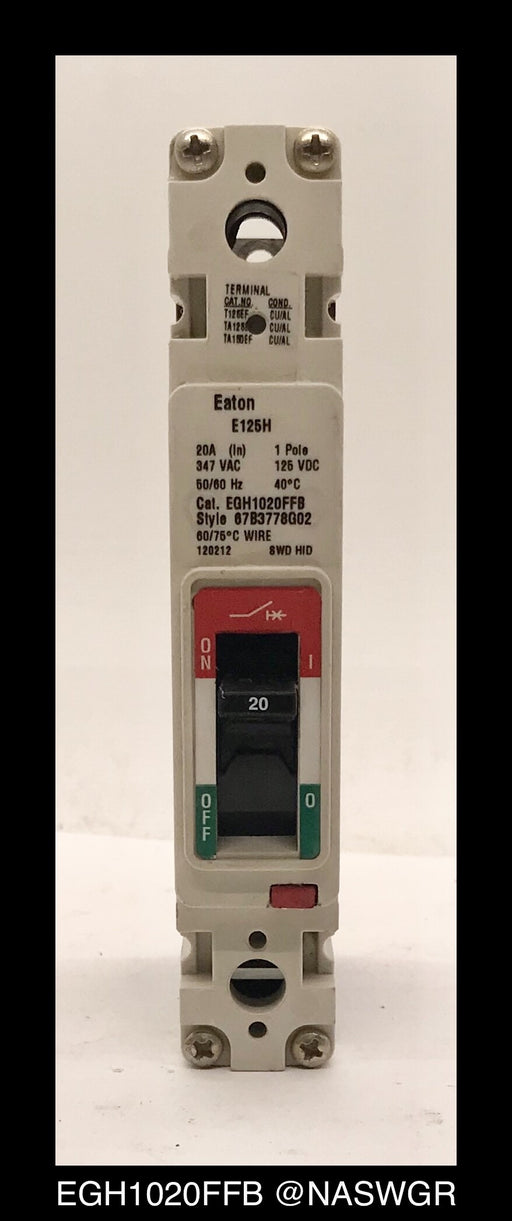 TERMINAL
CAT.NO. COND.
T125EF CU/AL
CU/AL
TA150EF CU/AL
Eaton
E125H
20A (In) 1 Pole
347 VAC 125 VDC
50/60 Hz 40°C
Cat. EGH1020FFB
Style 67B3778G02
60/75°C WIRE
120212 SWD HID
ON I
20
OFF O
EGH1020FFB @NASWGR